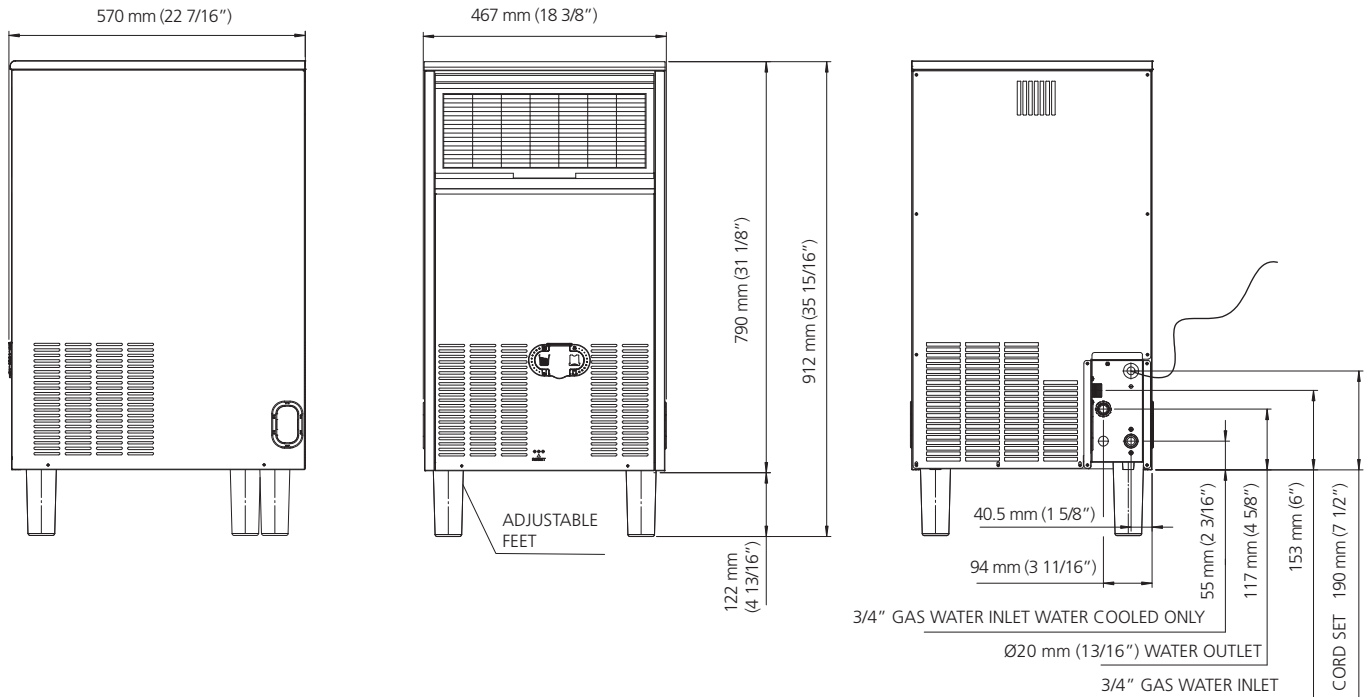 570 mm (22 7/16”)
467 mm (18 3/8”)
790 mm (31 1/8”)
912 mm (35 15/16”)
ADJUSTABLE
FEET
122 mm
(4 13/16”)
40.5 mm (1 5/8”)
94 mm (3 11/16”)
55 mm (2 3/16”)
117 mm (4 5/8”)
153 mm (6”)
CORD SET 190 mm (7 1/2”)
3/4” GAS WATER INLET WATER COOLED ONLY
Ø20 mm (13/16”) WATER OUTLET
3/4” GAS WATER INLET